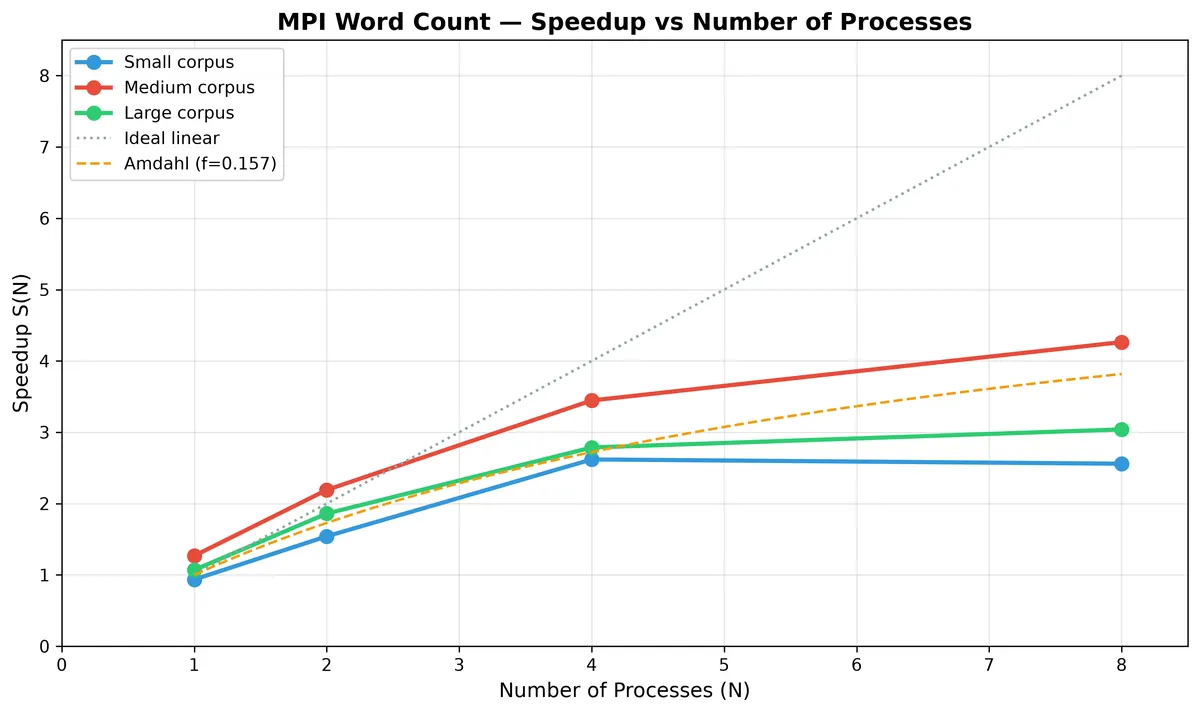 MPI Word Count — Speedup vs Number of Processes
Small corpus
Medium corpus
Large corpus
Ideal linear
Amdahl (f=0.157)
8
7
6
5
4
3
2
1
0
Speedup S(N)
0 1 2 3 4 5 6 7 8
Number of Processes (N)